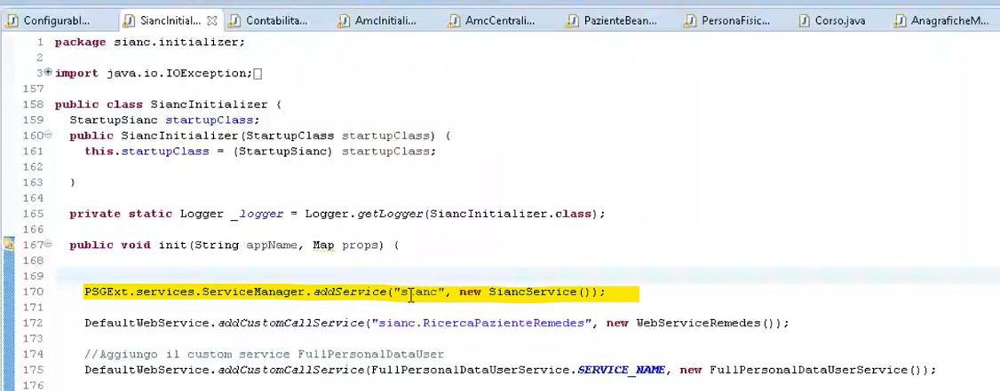 Configurabl... SiancInitial... Contabilita... AmcInitiali... AmcCentrali... PazienteBean... PersonaFisic... Corso.java AnagraficheM...
1 package sianc.initializer;
2
3 import java.io.IOException;
157
158 public class SiancInitializer {
159 StartupSianc startupClass;
160 public SiancInitializer(StartupClass startupClass) {
161 this.startupClass = (StartupSianc) startupClass;
162
163 }
164
165 private static Logger _logger = Logger.getLogger(SiancInitializer.class);
166
167 public void init(String appName, Map props) {
168
169
170 PSGExt.services.ServiceManager.addService("sianc", new SiancService());
171
172 DefaultWebService.addCustomCallService("sianc.RicercaPazienteRemedes", new WebServiceRemedes());
173
174 //Aggiungo il custom service FullPersonalDataUser
175 DefaultWebService.addCustomCallService(FullPersonalDataUserService.SERVICE_NAME, new FullPersonalDataUserService());
176